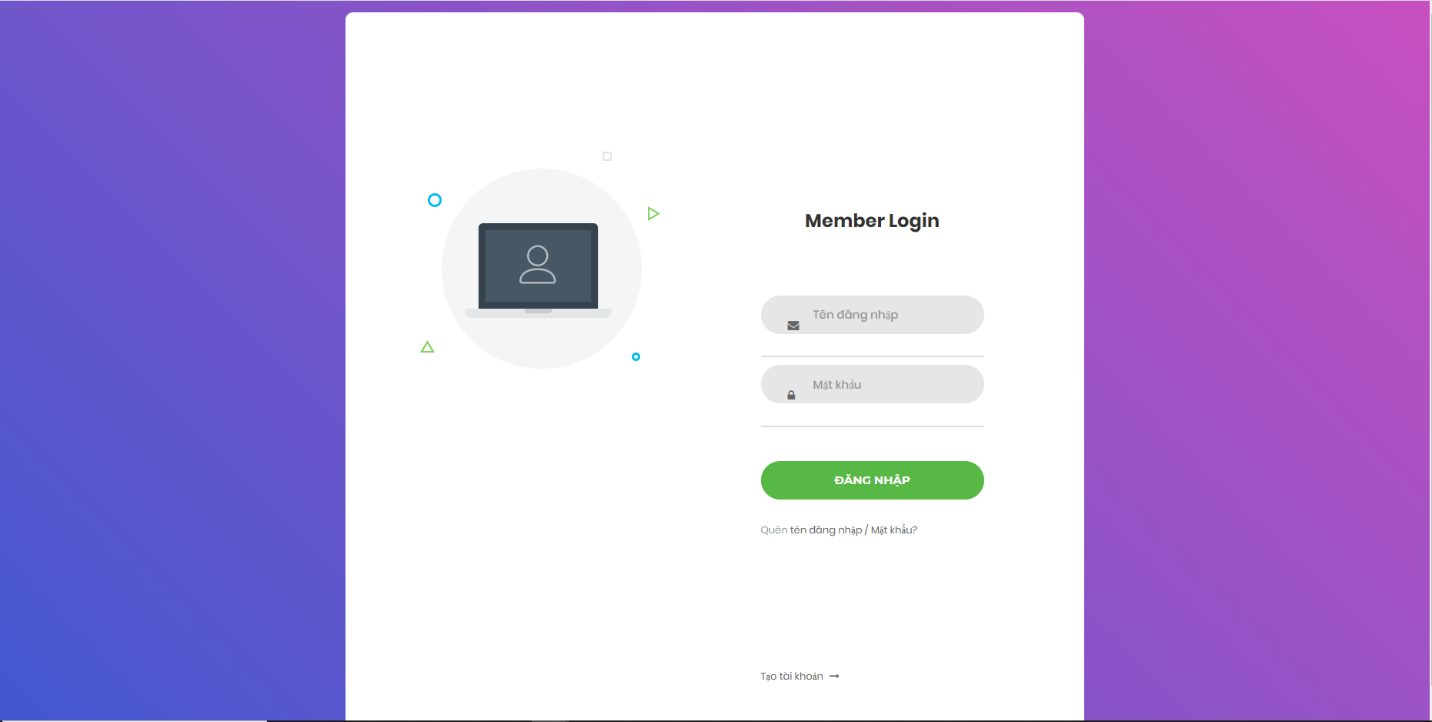 Member Login
Tên đăng nhập
Mật khẩu
ĐĂNG NHẬP
Quên tên đăng nhập / Mật khẩu?
Tạo tài khoản